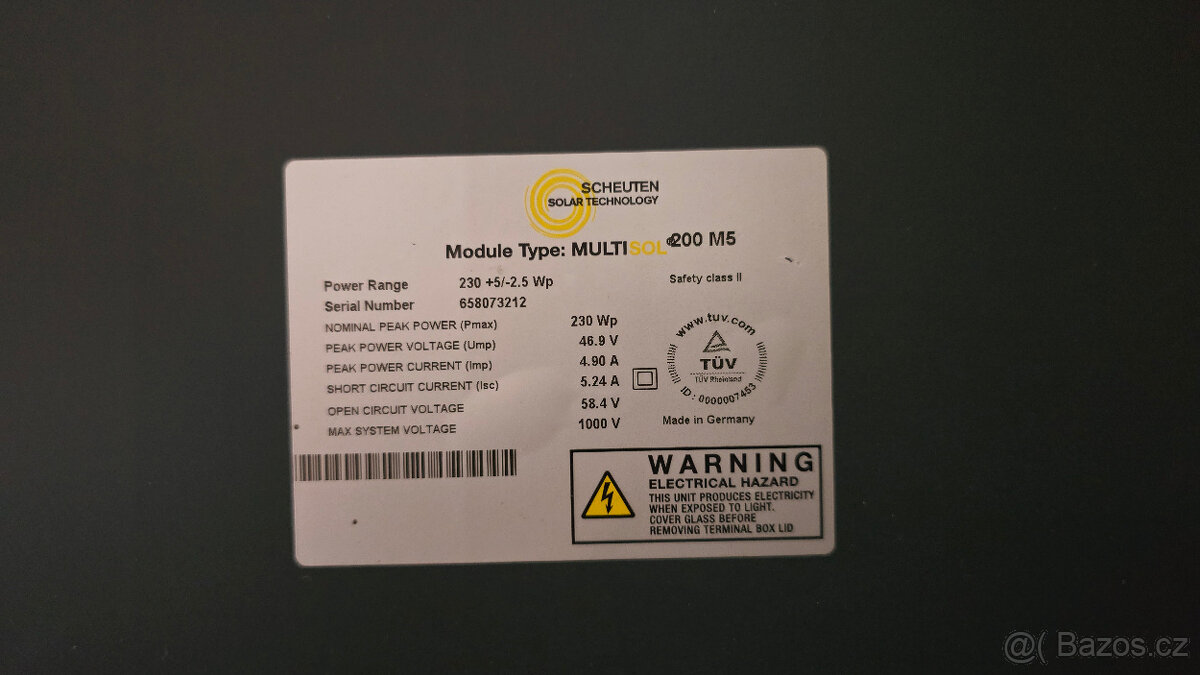 SCHEUTEN
SOLAR TECHNOLOGY
Module Type: MULTISOL® 200 M5
Power Range 230 +5/-2.5 Wp
Safety class II
Serial Number 658073212
NOMINAL PEAK POWER (Pmax) 230 Wp
PEAK POWER VOLTAGE (Ump) 46.9 V
PEAK POWER CURRENT (Imp) 4.90 A
SHORT CIRCUIT CURRENT (Isc) 5.24 A
OPEN CIRCUIT VOLTAGE 58.4 V
MAX SYSTEM VOLTAGE 1000 V
www.tuv.com
TÜV
TÜV Rheinland
ID: 0000007453
Made in Germany
WARNING
ELECTRICAL HAZARD
THIS UNIT PRODUCES ELECTRICITY
WHEN EXPOSED TO LIGHT.
COVER GLASS BEFORE
REMOVING TERMINAL BOX LID
@( Bazos.cz